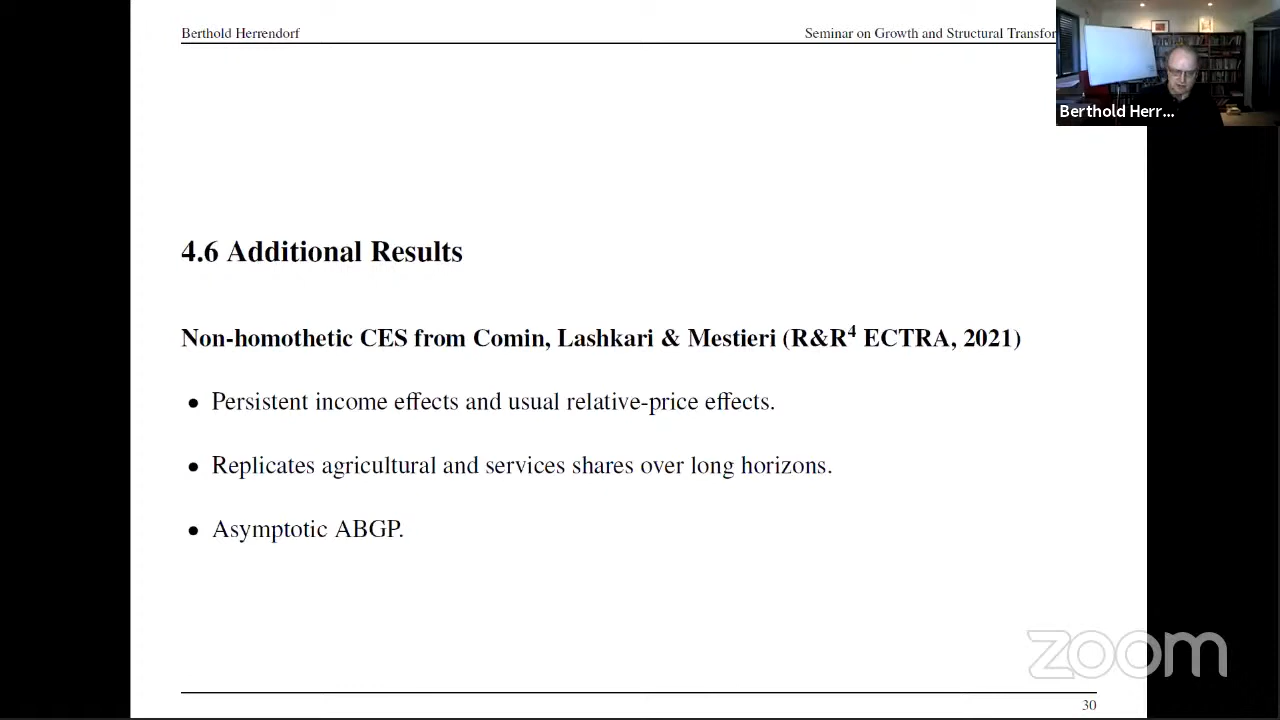 Berthold Herrendorf
Seminar on Growth and Structural Transfor
Berthold Herr...
4.6 Additional Results
Non-homothetic CES from Comin, Lashkari & Mestieri (R&R⁴ ECTRA, 2021)
• Persistent income effects and usual relative-price effects.
• Replicates agricultural and services shares over long horizons.
• Asymptotic ABGP.
zoom
30